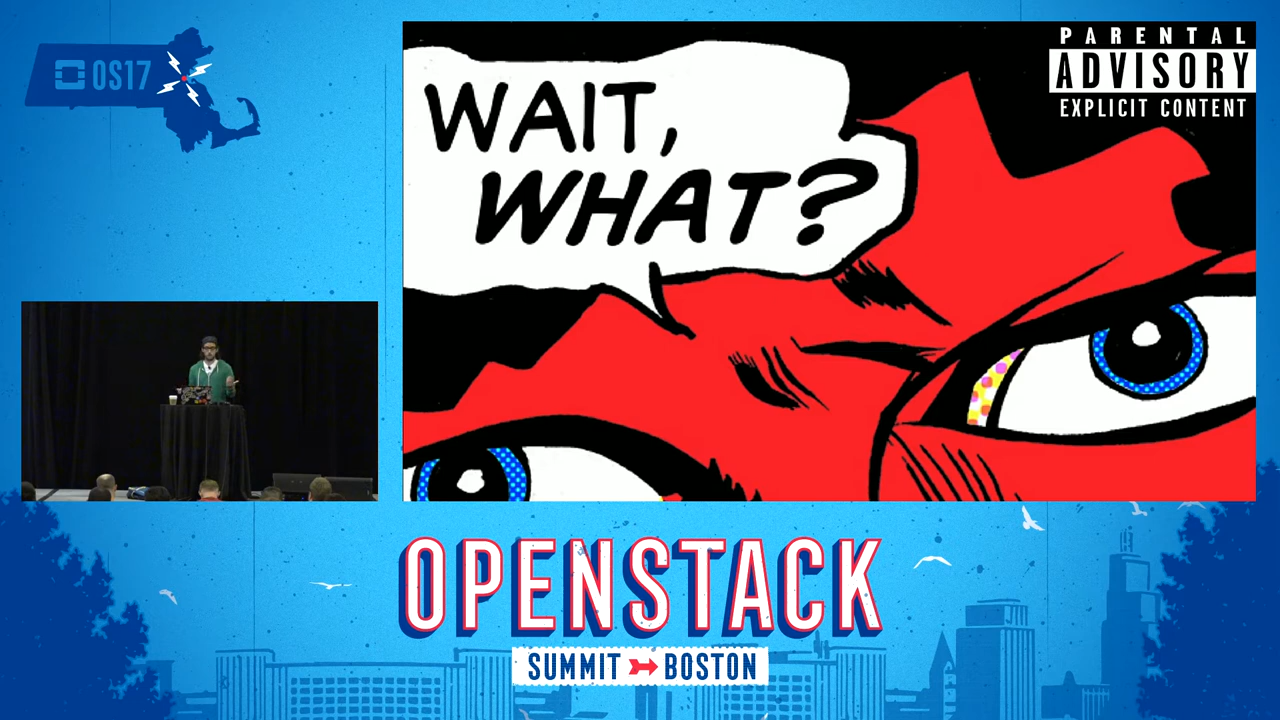 OS17
WAIT,
WHAT?
PARENTAL
ADVISORY
EXPLICIT CONTENT
OPENSTACK
SUMMIT BOSTON